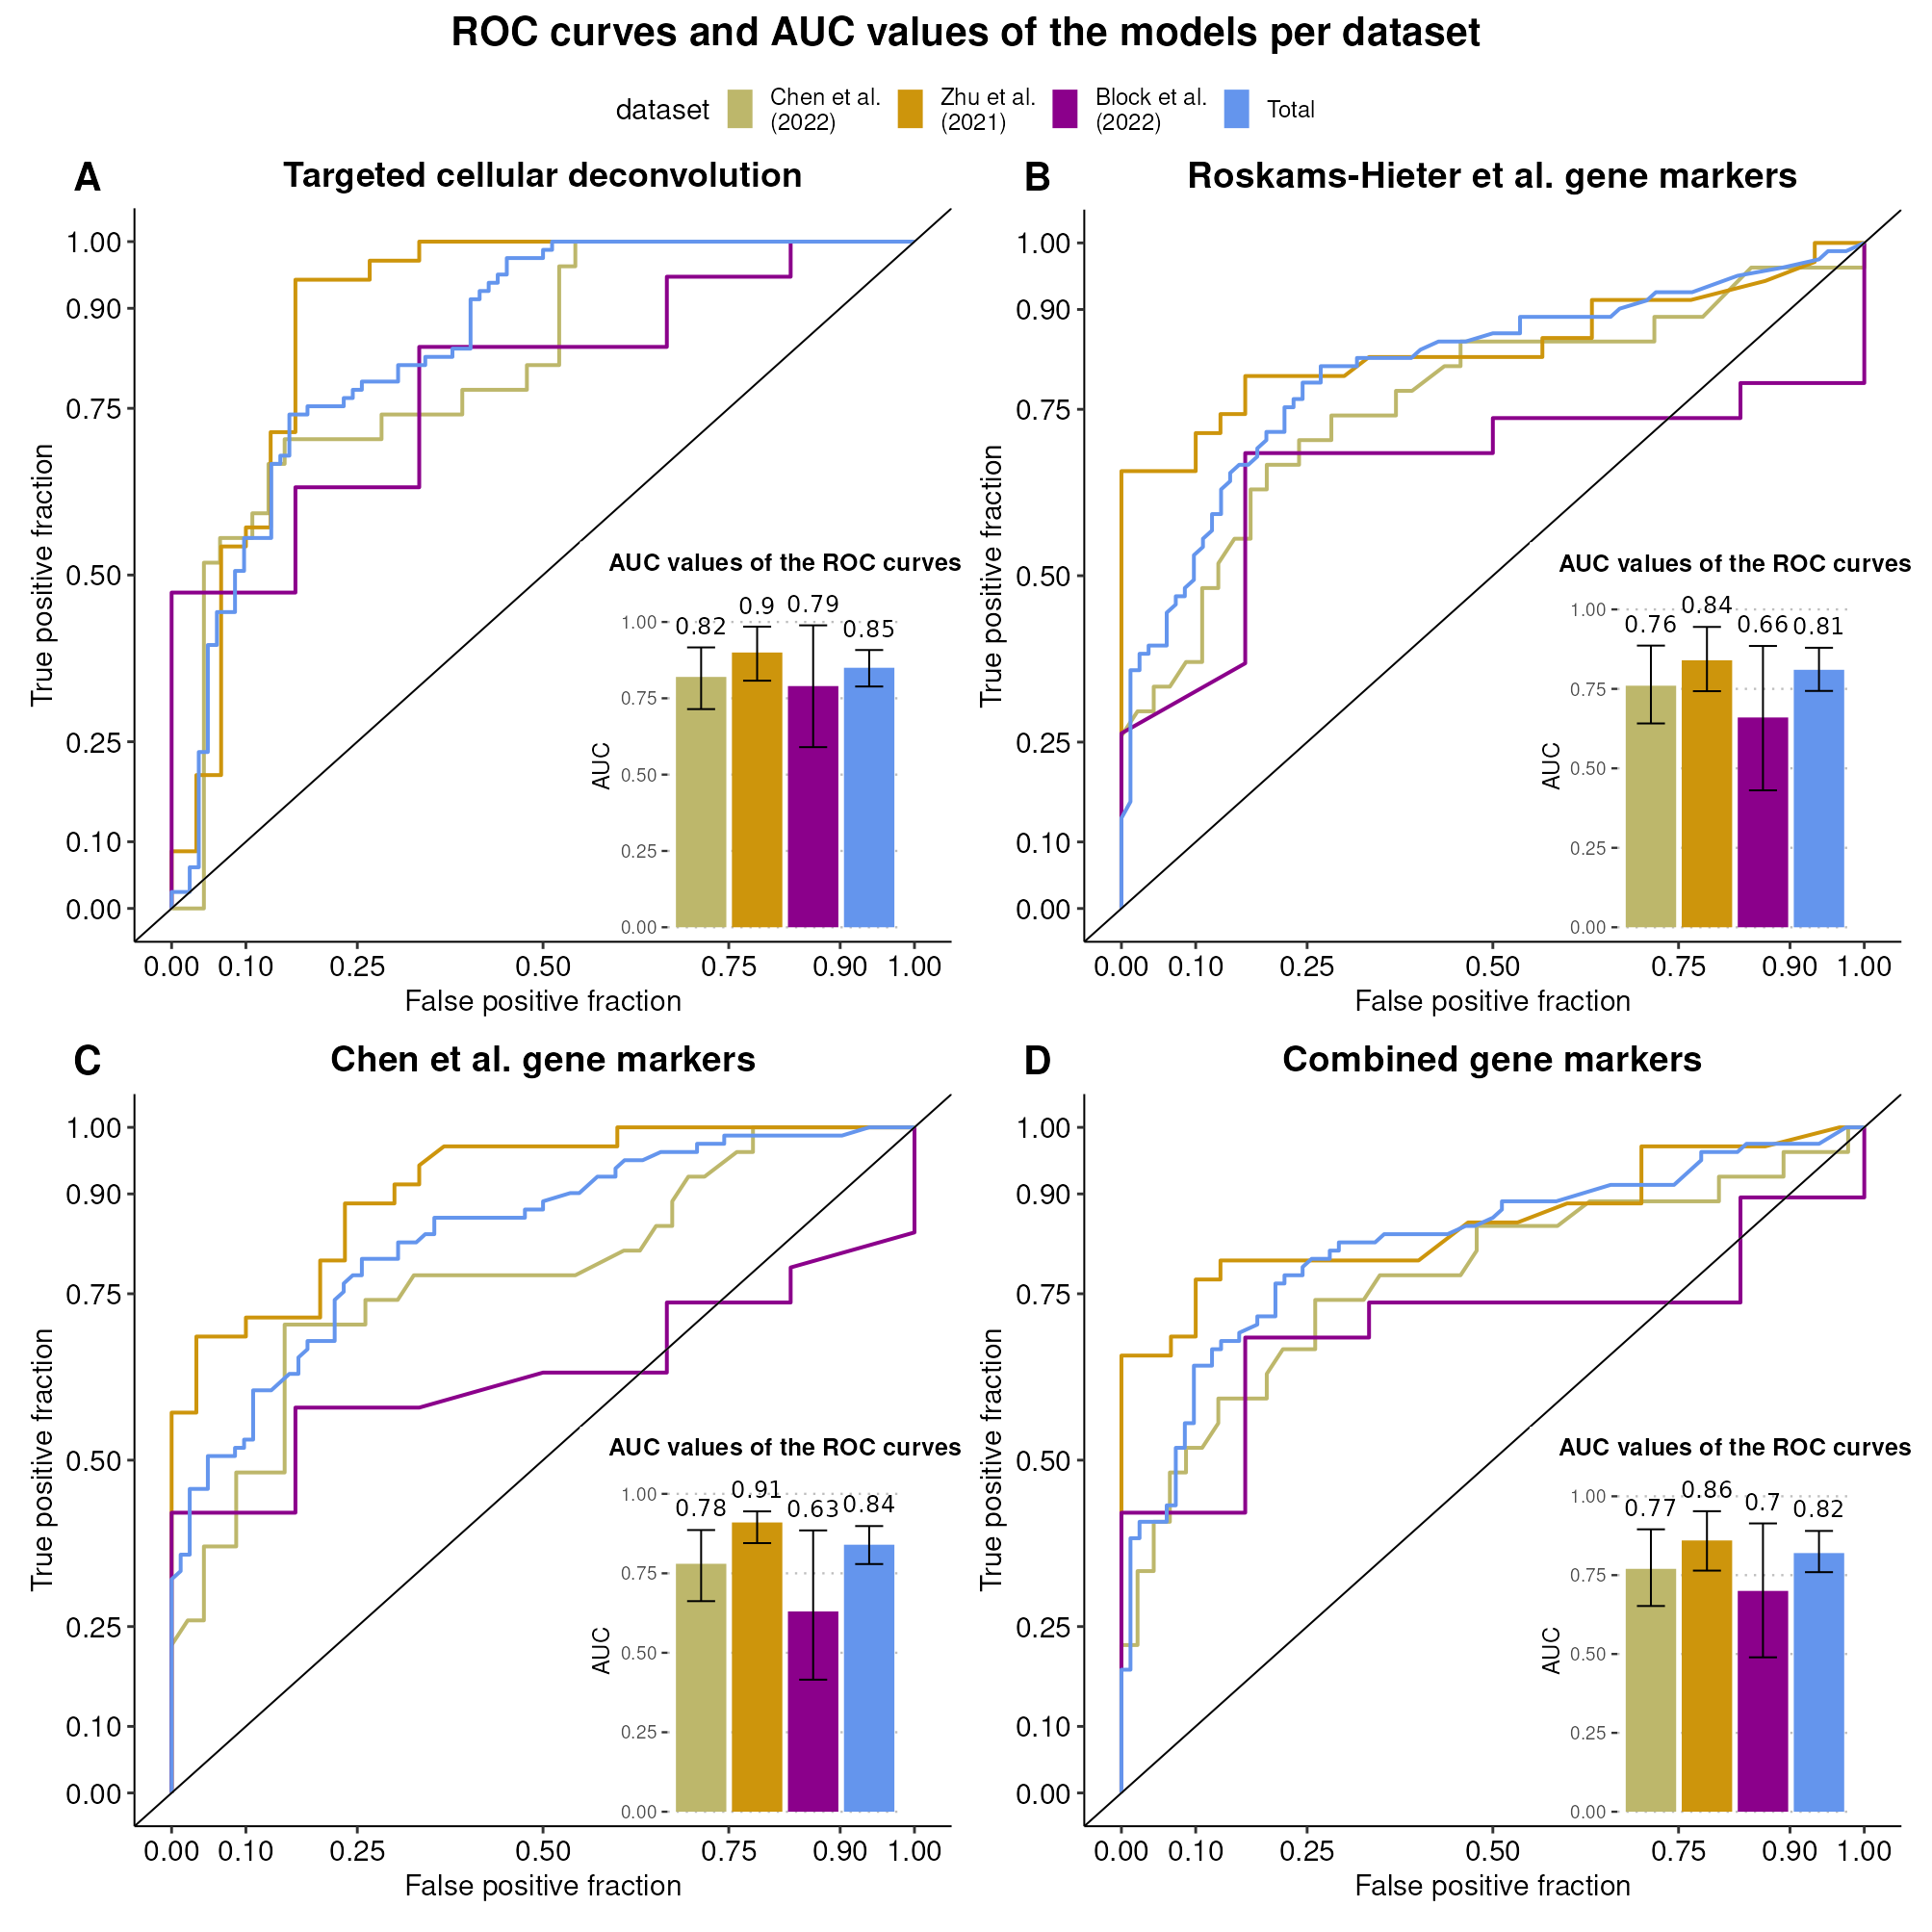 ROC curves and AUC values of the models per dataset
dataset
Chen et al.
(2022)
Zhu et al.
(2021)
Block et al.
(2022)
Total
A
Targeted cellular deconvolution
True positive fraction
1.00
0.90
0.75
0.50
0.25
0.10
0.00
0.00 0.10 0.25 0.50 0.75 0.90 1.00
False positive fraction
AUC values of the ROC curves
AUC
1.00
0.75
0.50
0.25
0.00
0.82 0.9 0.79 0.85
B
Roskams-Hieter et al. gene markers
True positive fraction
1.00
0.90
0.75
0.50
0.25
0.10
0.00
0.00 0.10 0.25 0.50 0.75 0.90 1.00
False positive fraction
AUC values of the ROC curves
AUC
1.00
0.75
0.50
0.25
0.00
0.76 0.84 0.66 0.81
C
Chen et al. gene markers
True positive fraction
1.00
0.90
0.75
0.50
0.25
0.10
0.00
0.00 0.10 0.25 0.50 0.75 0.90 1.00
False positive fraction
AUC values of the ROC curves
AUC
1.00
0.75
0.50
0.25
0.00
0.78 0.91 0.63 0.84
D
Combined gene markers
True positive fraction
1.00
0.90
0.75
0.50
0.25
0.10
0.00
0.00 0.10 0.25 0.50 0.75 0.90 1.00
False positive fraction
AUC values of the ROC curves
AUC
1.00
0.75
0.50
0.25
0.00
0.77 0.86 0.7 0.82